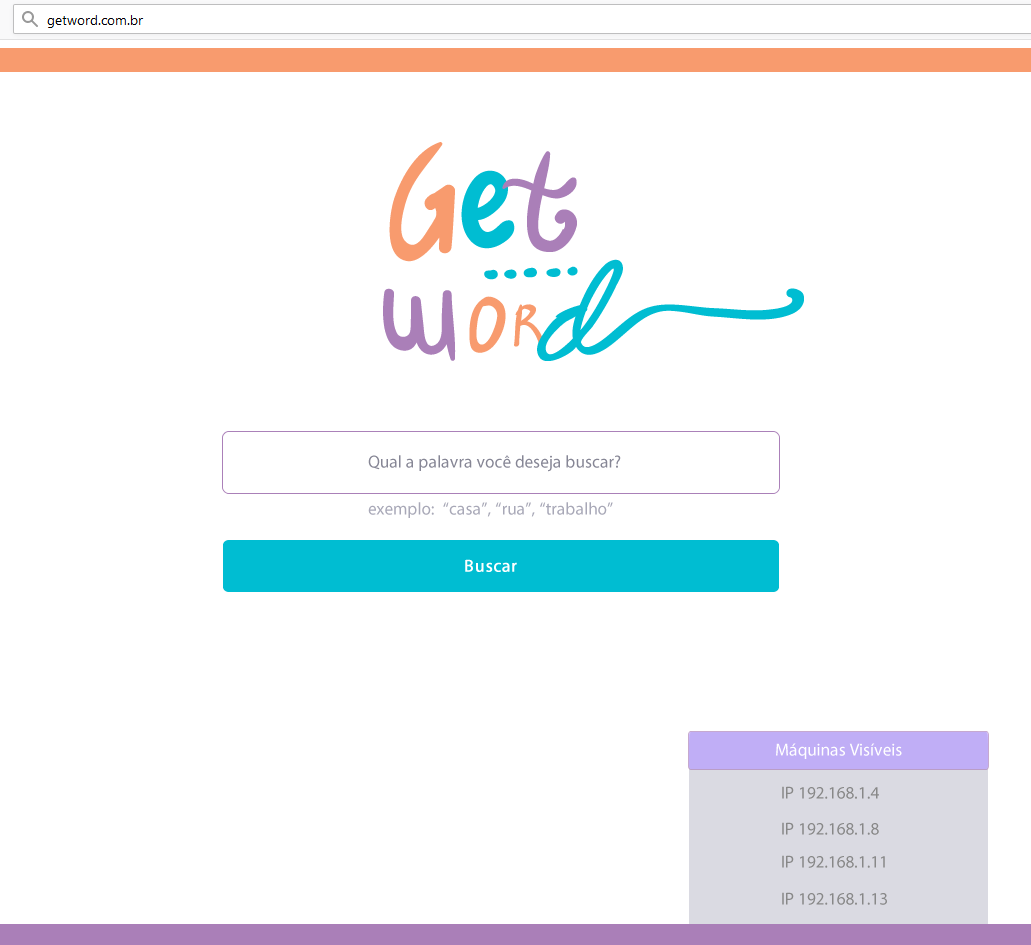 getword.com.br
Get
word
Qual a palavra você deseja buscar?
exemplo: “casa”, “rua”, “trabalho”
Buscar
Máquinas Visíveis
IP 192.168.1.4
IP 192.168.1.8
IP 192.168.1.11
IP 192.168.1.13